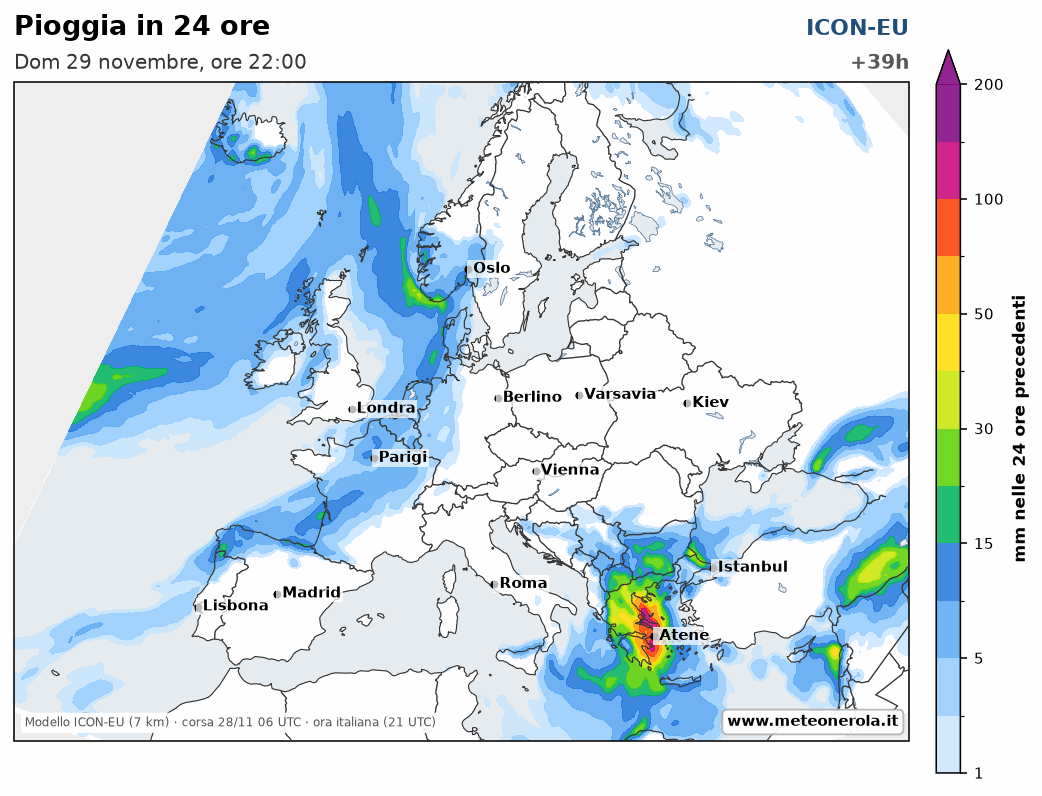 Pioggia in 24 ore
ICON-EU
Dom 29 novembre, ore 22:00
+39h
200
100
50
30
15
5
1
mm nelle 24 ore precedenti
Oslo
Berlino
Varsavia
Kiev
Londra
Parigi
Vienna
Istanbul
Roma
Madrid
Lisbona
Atene
Modello ICON-EU (7 km) · corsa 28/11 06 UTC · ora italiana (21 UTC)
www.meteonerola.it